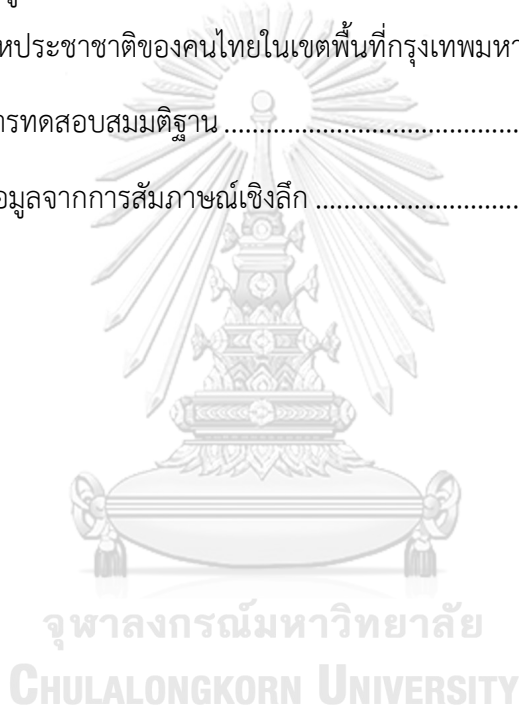 หประชาชาติของคนไทยในเขตพื้นที่กรุงเทพมหา
ารทดสอบสมมติฐาน ..........................................
อมูลจากการสัมภาษณ์เชิงลึก ..............................
จุฬาลงกรณ์มหาวิทยาลัย
CHULALONGKORN UNIVERSITY